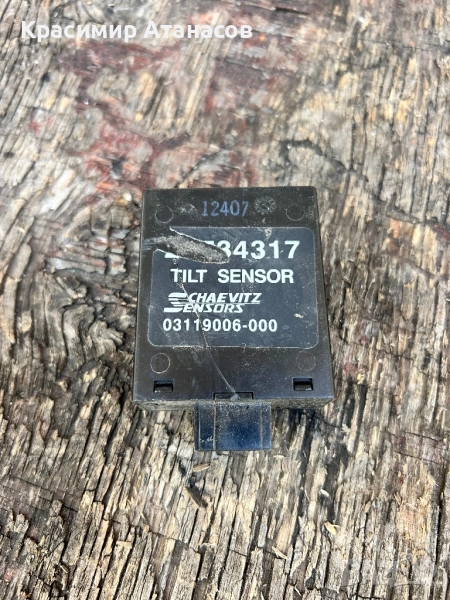 Красимир Атанасов
12407
34317
TILT SENSOR
SCHAEVITZ
SENSORS
03119006-000